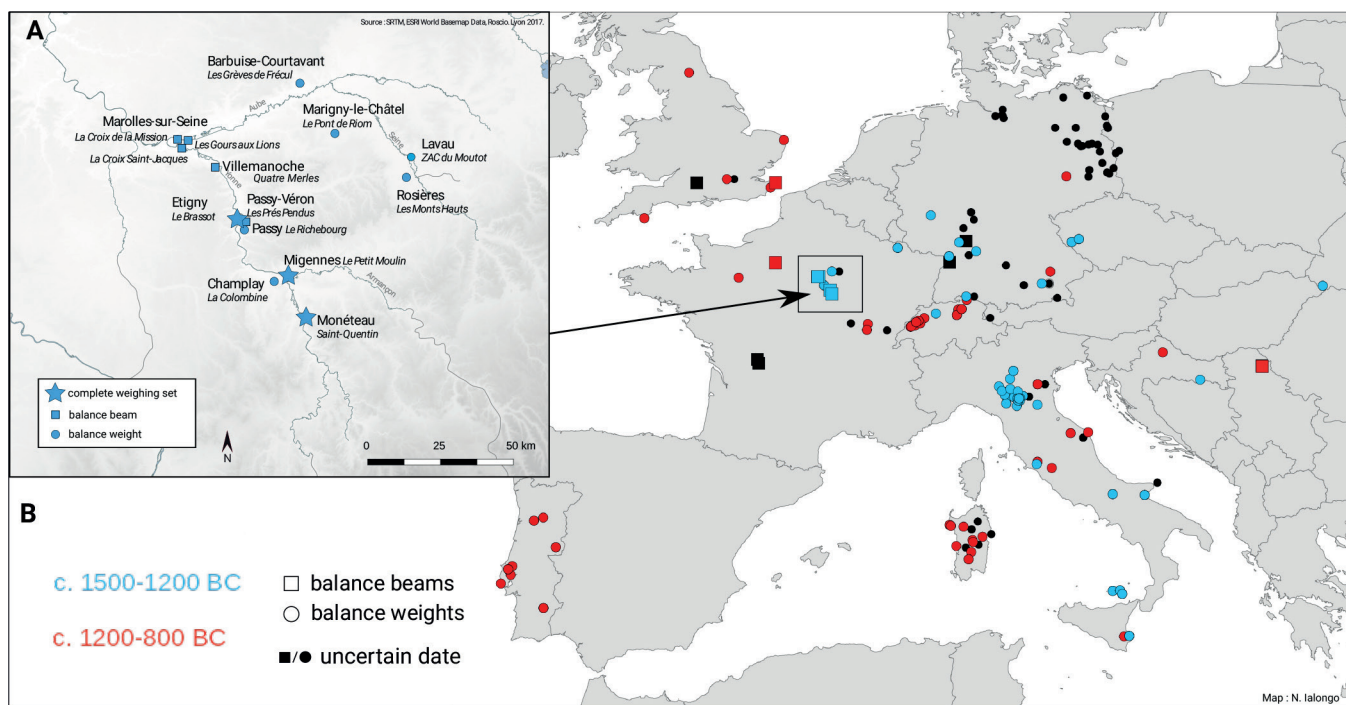 A
Source : SRTM, ESRI World Basemap Data, Roscio. Lyon 2017.
Barbuise-Courtavant
Les Grèves de Frécul
Aube
Marigny-le-Châtel
Le Pont de Riom
Marolles-sur-Seine
La Croix de la Mission
Les Gours aux Lions
La Croix Saint-Jacques
Seine
Lavau
ZAC du Moutot
Villemanoche
Quatre Merles
Yonne
Rosières
Les Monts Hauts
Etigny
Le Brassot
Passy-Véron
Les Prés Pendus
Passy Le Richebourg
Migennes Le Petit Moulin
Champlay
La Colombine
Armançon
Monéteau
Saint-Quentin
complete weighing set
balance beam
balance weight
N
0 25 50 km
B
c. 1500-1200 BC
c. 1200-800 BC
balance beams
balance weights
/ uncertain date
Map : N. Ialongo